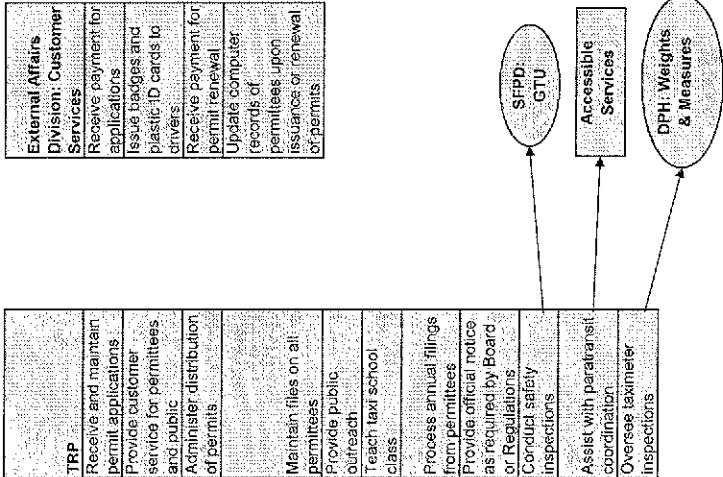 TRP
Receive and maintain
permit applications
Provide customer
service for permittees
and public
Administer distribution
of permits
Maintain files on all
permittees
Provide public
outreach
Teach taxi school
class
Process annual filings
from permittees
Provide official notice
as required by Board
or Regulations
Conduct safety
inspections
Assist with paratransit
coordination
Oversee taximeter
inspections
External Affairs
Division: Customer
Services
Receive payment for
applications
Issue badges and
plastic ID cards to
drivers
Receive payment for
permit renewal
Update computer
records of
permittees upon
issuance or renewal
of permits
SFPD:
GTU
Accessible
Services
DPH: Weights
& Measures